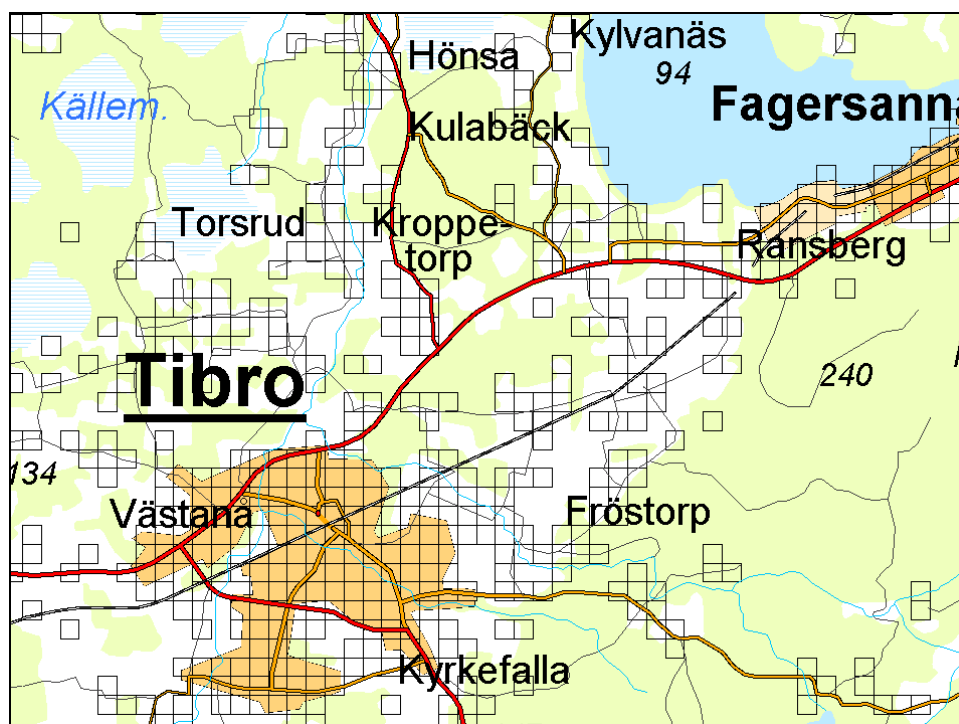 Kylvanäs
Hönsa
94
Källem.
Fagersanna
Kulabäck
Torsrud
Kroppe-
torp
Ransberg
Tibro
240
134
Västana
Fröstorp
Kyrkefalla